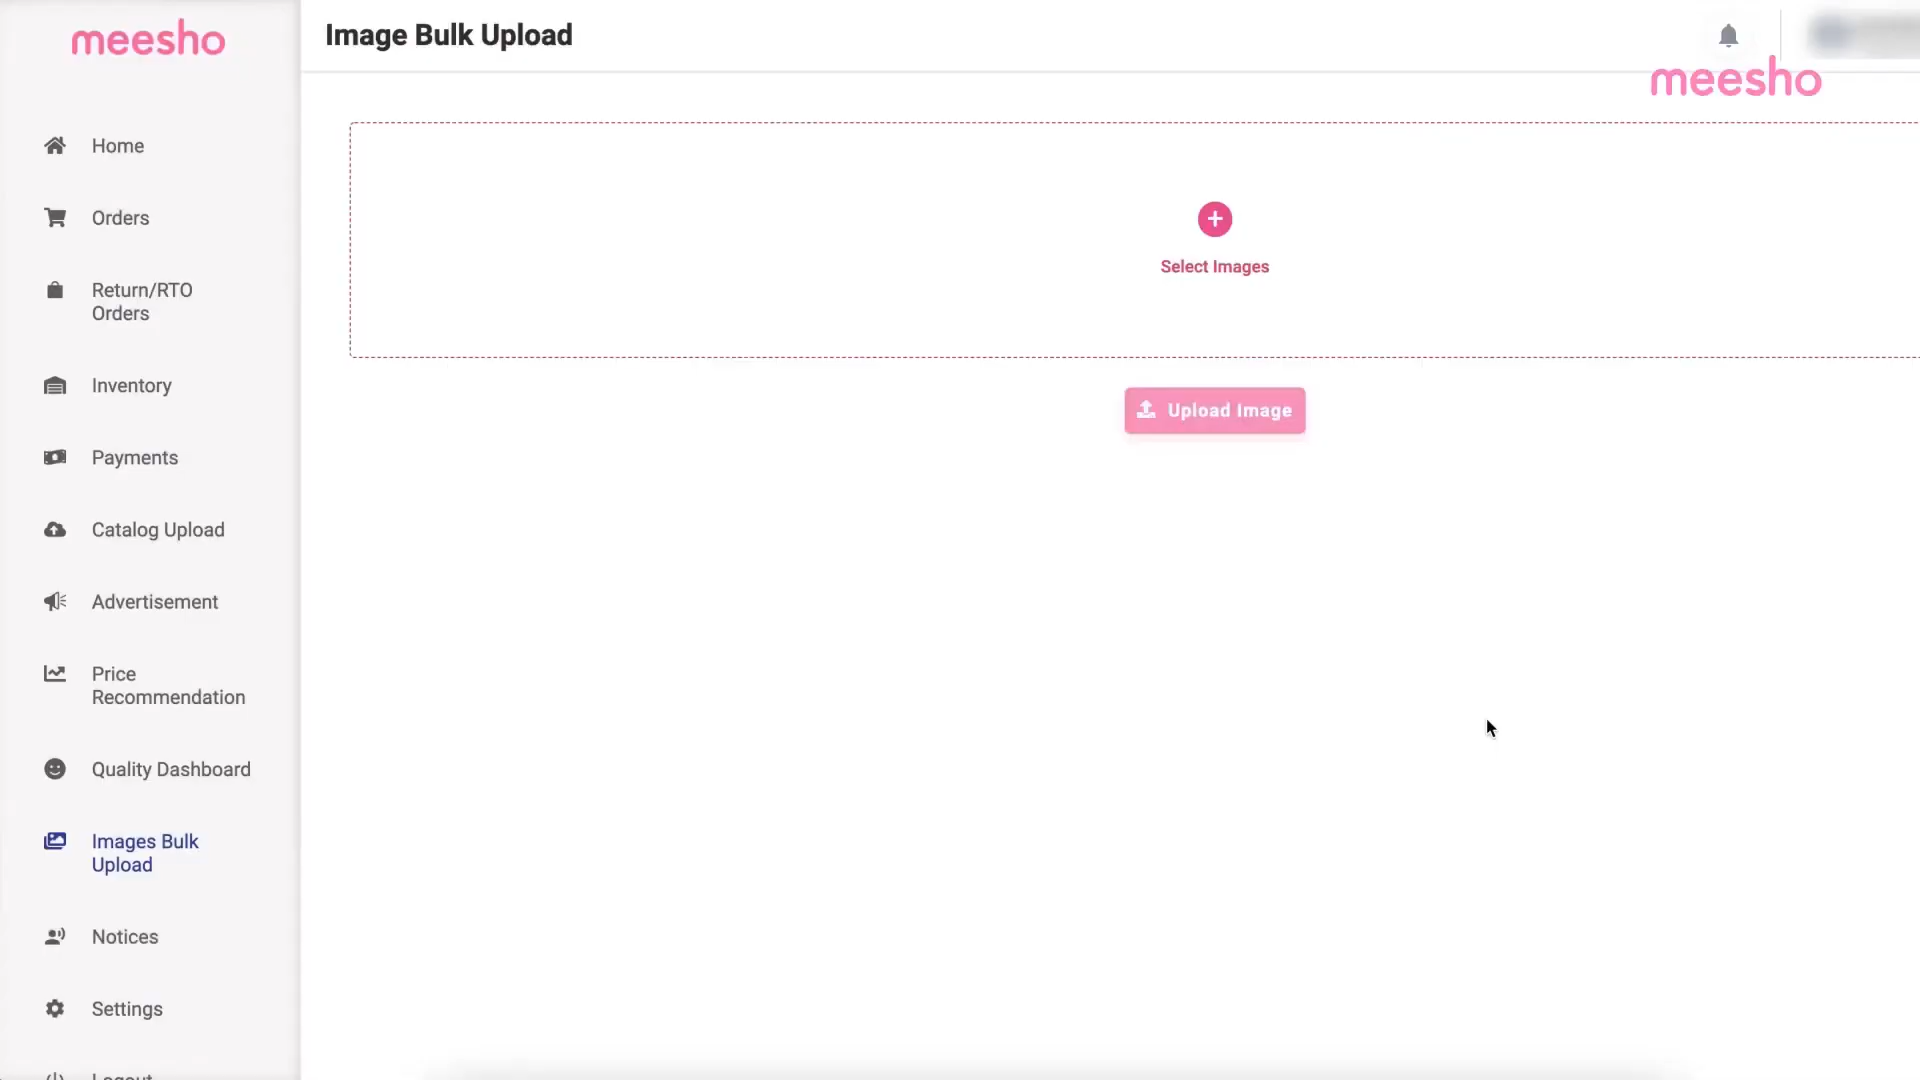 meesho
Image Bulk Upload
meesho
Home
Orders
Return/RTO
Orders
Inventory
Payments
Catalog Upload
Advertisement
Price
Recommendation
Quality Dashboard
Images Bulk
Upload
Notices
Settings
Logout
Select Images
Upload Image